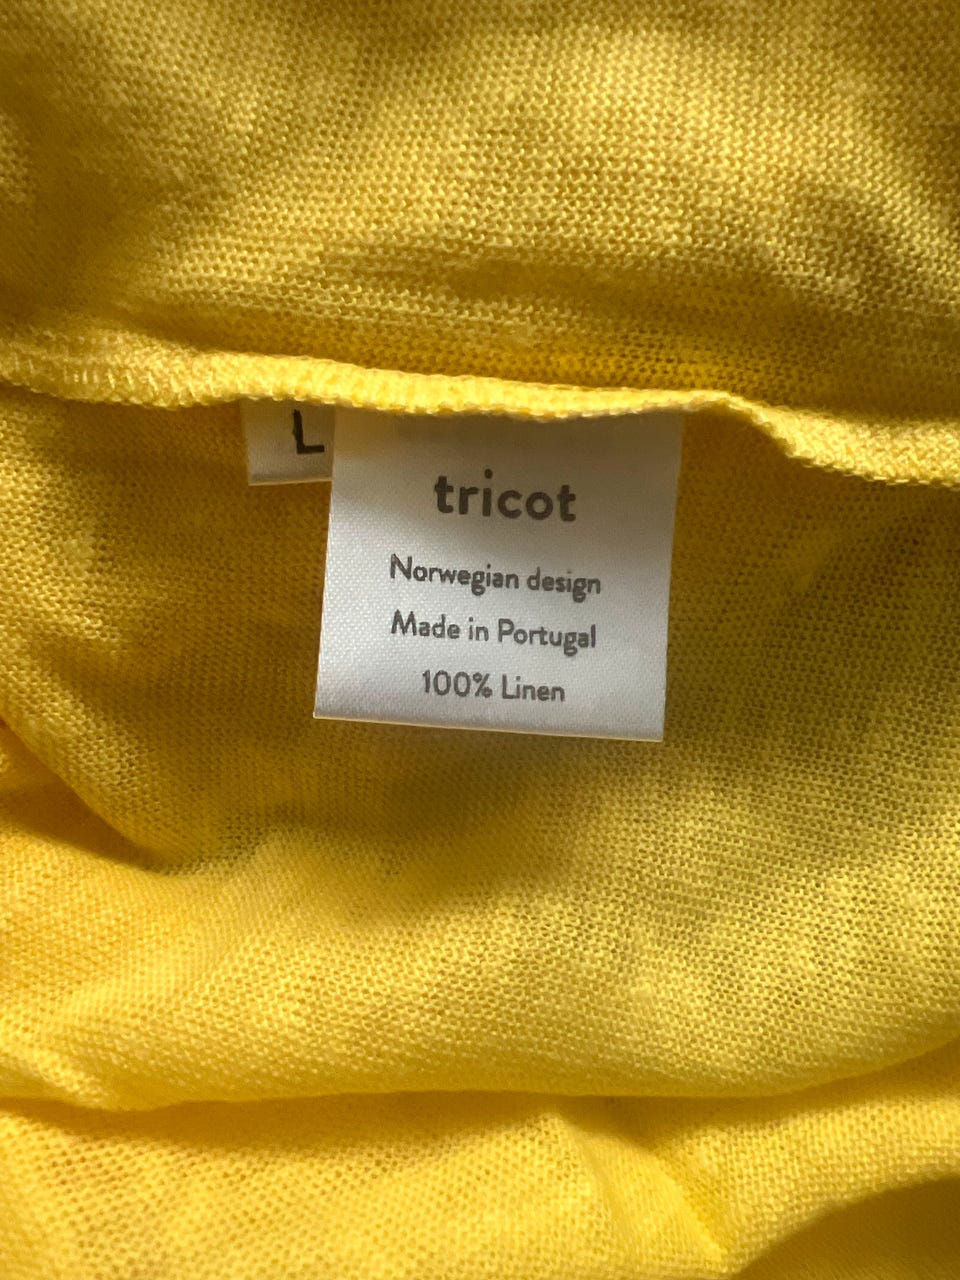 L
tricot
Norwegian design
Made in Portugal
100% Linen